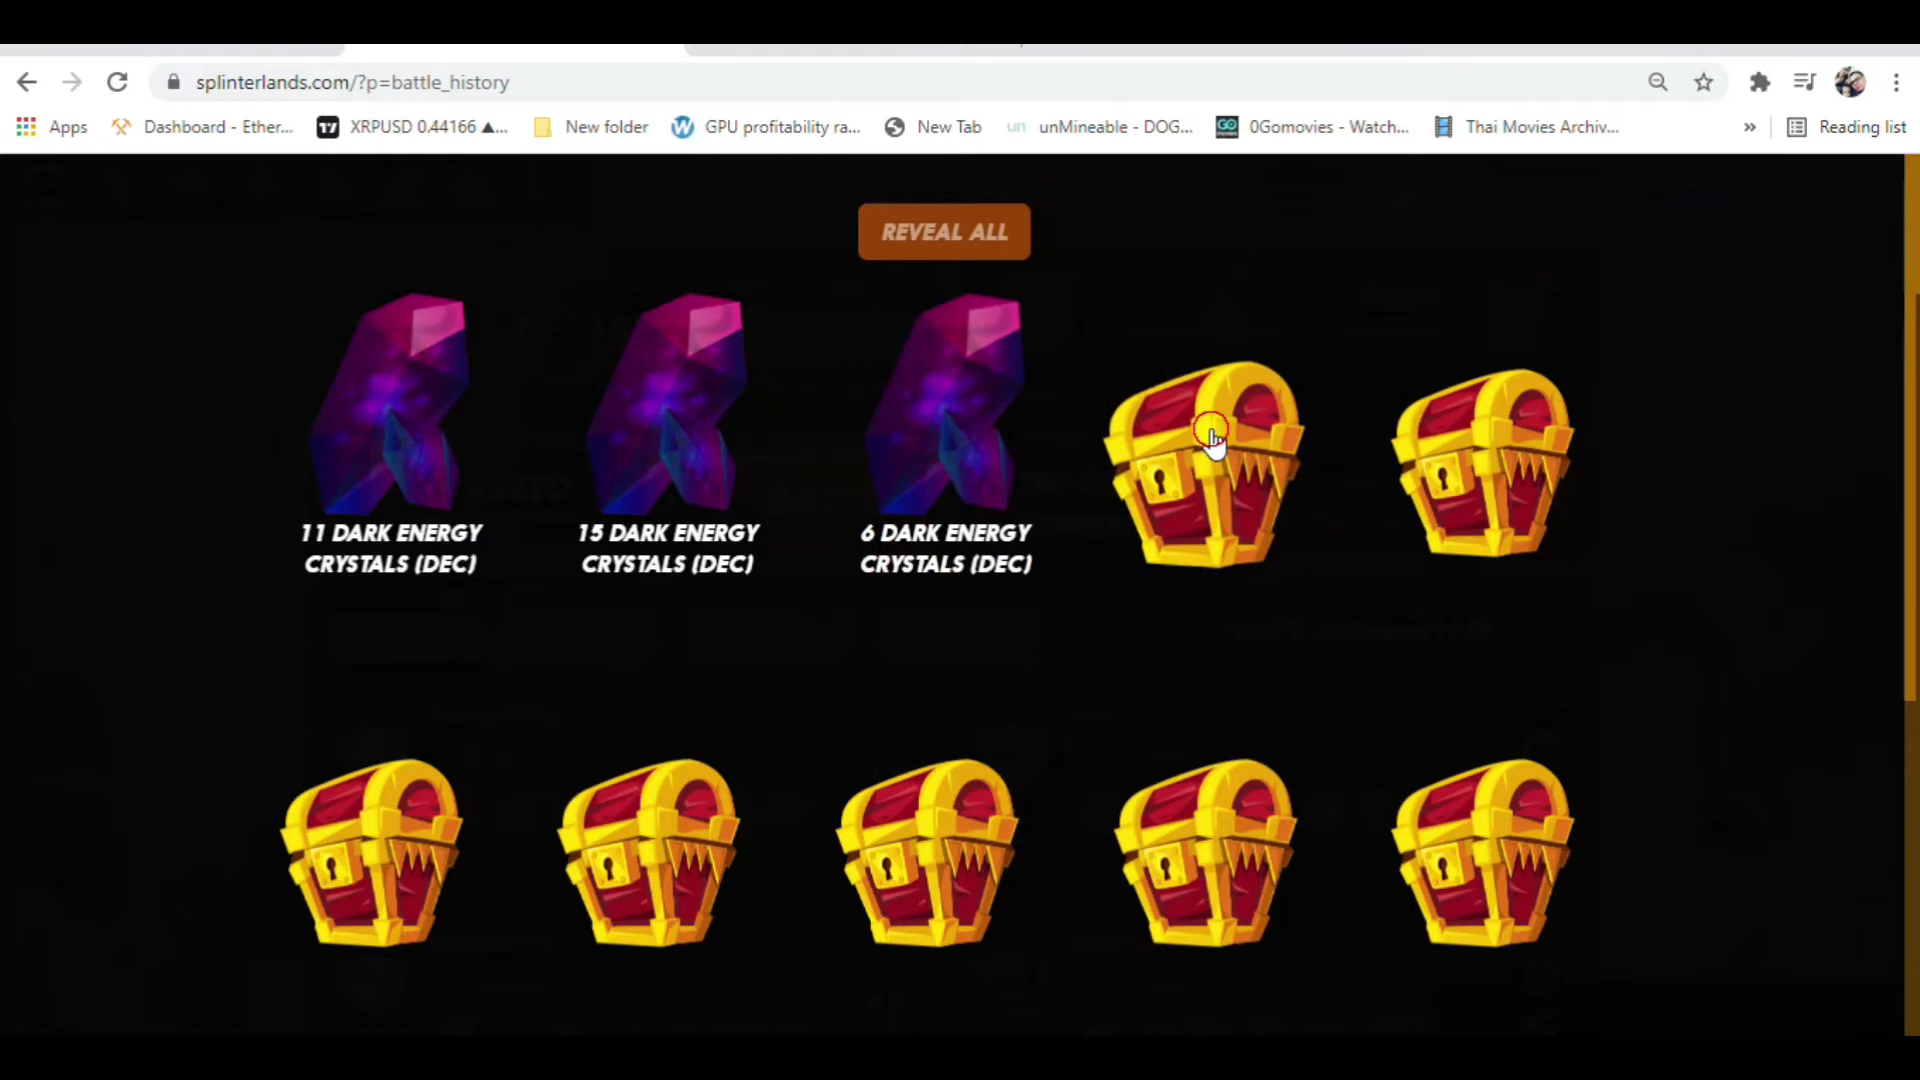 splinterlands.com/?p=battle_history
Apps
Dashboard - Ether...
XRPUSD 0.44166 ▲...
New folder
GPU profitability ra...
New Tab
un
unMineable - DOG...
GO
0Gomovies - Watch...
Thai Movies Archiv...
»
Reading list
REVEAL ALL
11 DARK ENERGY
CRYSTALS (DEC)
15 DARK ENERGY
CRYSTALS (DEC)
6 DARK ENERGY
CRYSTALS (DEC)